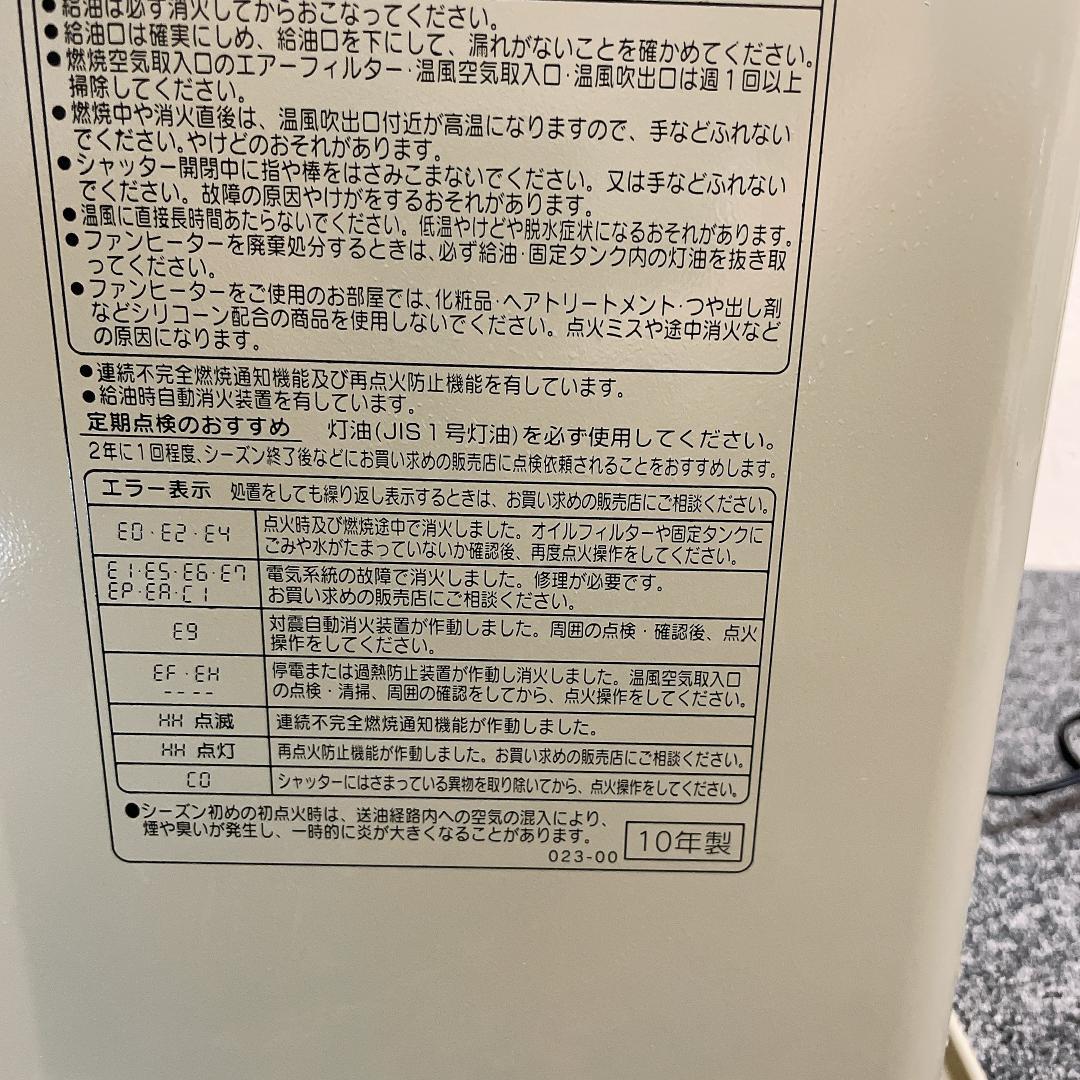 ●給油は必ず消火してからおこなってください。
●給油口は確実にしめ、給油口を下にして、漏れがないことを確かめてください。
●燃焼空気取入口のエアーフィルター・温風空気取入口・温風吹出口は週1回以上
掃除してください。
●燃焼中や消火直後は、温風吹出口付近が高温になりますので、手などふれない
でください。やけどのおそれがあります。
●シャッター開閉中に指や棒をはさみこまないでください。又は手などふれない
でください。故障の原因やけがをするおそれがあります。
●温風に直接長時間あたらないでください。低温やけどや脱水症状になるおそれがあります。
●ファンヒーターを廃棄処分するときは、必ず給油・固定タンク内の灯油を抜き取
ってください。
●ファンヒーターをご使用のお部屋では、化粧品・ヘアトリートメント・つや出し剤
などシリコーン配合の商品を使用しないでください。点火ミスや途中消火など
の原因になります。
●連続不完全燃焼通知機能及び再点火防止機能を有しています。
●給油時自動消火装置を有しています。
定期点検のおすすめ 灯油(JIS1号灯油)を必ず使用してください。
2年に1回程度、シーズン終了後などにお買い求めの販売店に点検依頼されることをおすすめします。
エラー表示 処置をしても繰り返し表示するときは、お買い求めの販売店にご相談ください。
E0・E2・E4 点火時及び燃焼途中で消火しました。オイルフィルターや固定タンクに
ごみや水がたまっていないか確認後、再度点火操作をしてください。
E1・E5・E6・E7 電気系統の故障で消火しました。修理が必要です。
EP・EA・C1 お買い求めの販売店にご相談ください。
E9 対震自動消火装置が作動しました。周囲の点検・確認後、点火
操作をしてください。
EF・EH 停電または過熱防止装置が作動し消火しました。温風空気取入口
---- の点検・清掃、周囲の確認をしてから、点火操作をしてください。
HH 点滅 連続不完全燃焼通知機能が作動しました。
HH 点灯 再点火防止機能が作動しました。お買い求めの販売店にご相談ください。
C0 シャッターにはさまっている異物を取り除いてから、点火操作をしてください。
●シーズン初めの初点火時は、送油経路内への空気の混入により、
煙や臭いが発生し、一時的に炎が大きくなることがあります。
023-00 10年製